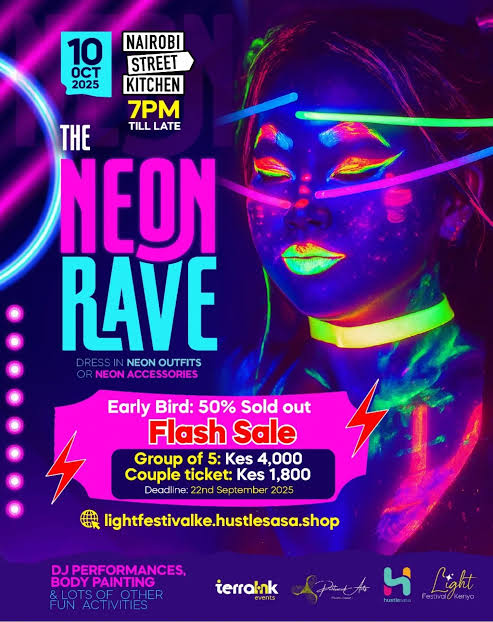 10
OCT
2025
NAIROBI
STREET
KITCHEN
7PM
TILL LATE
THE
NEON
RAVE
DRESS IN NEON OUTFITS
OR NEON ACCESSORIES
Early Bird: 50% Sold out
Flash Sale
Group of 5: Kes 4,000
Couple ticket: Kes 1,800
Deadline: 22nd September 2025
lightfestivalke.hustlesasa.shop
DJ PERFORMANCES,
BODY PAINTING
& LOTS OF OTHER
FUN ACTIVITIES
terralink
events
hustlesasa
Light
Festival Kenya